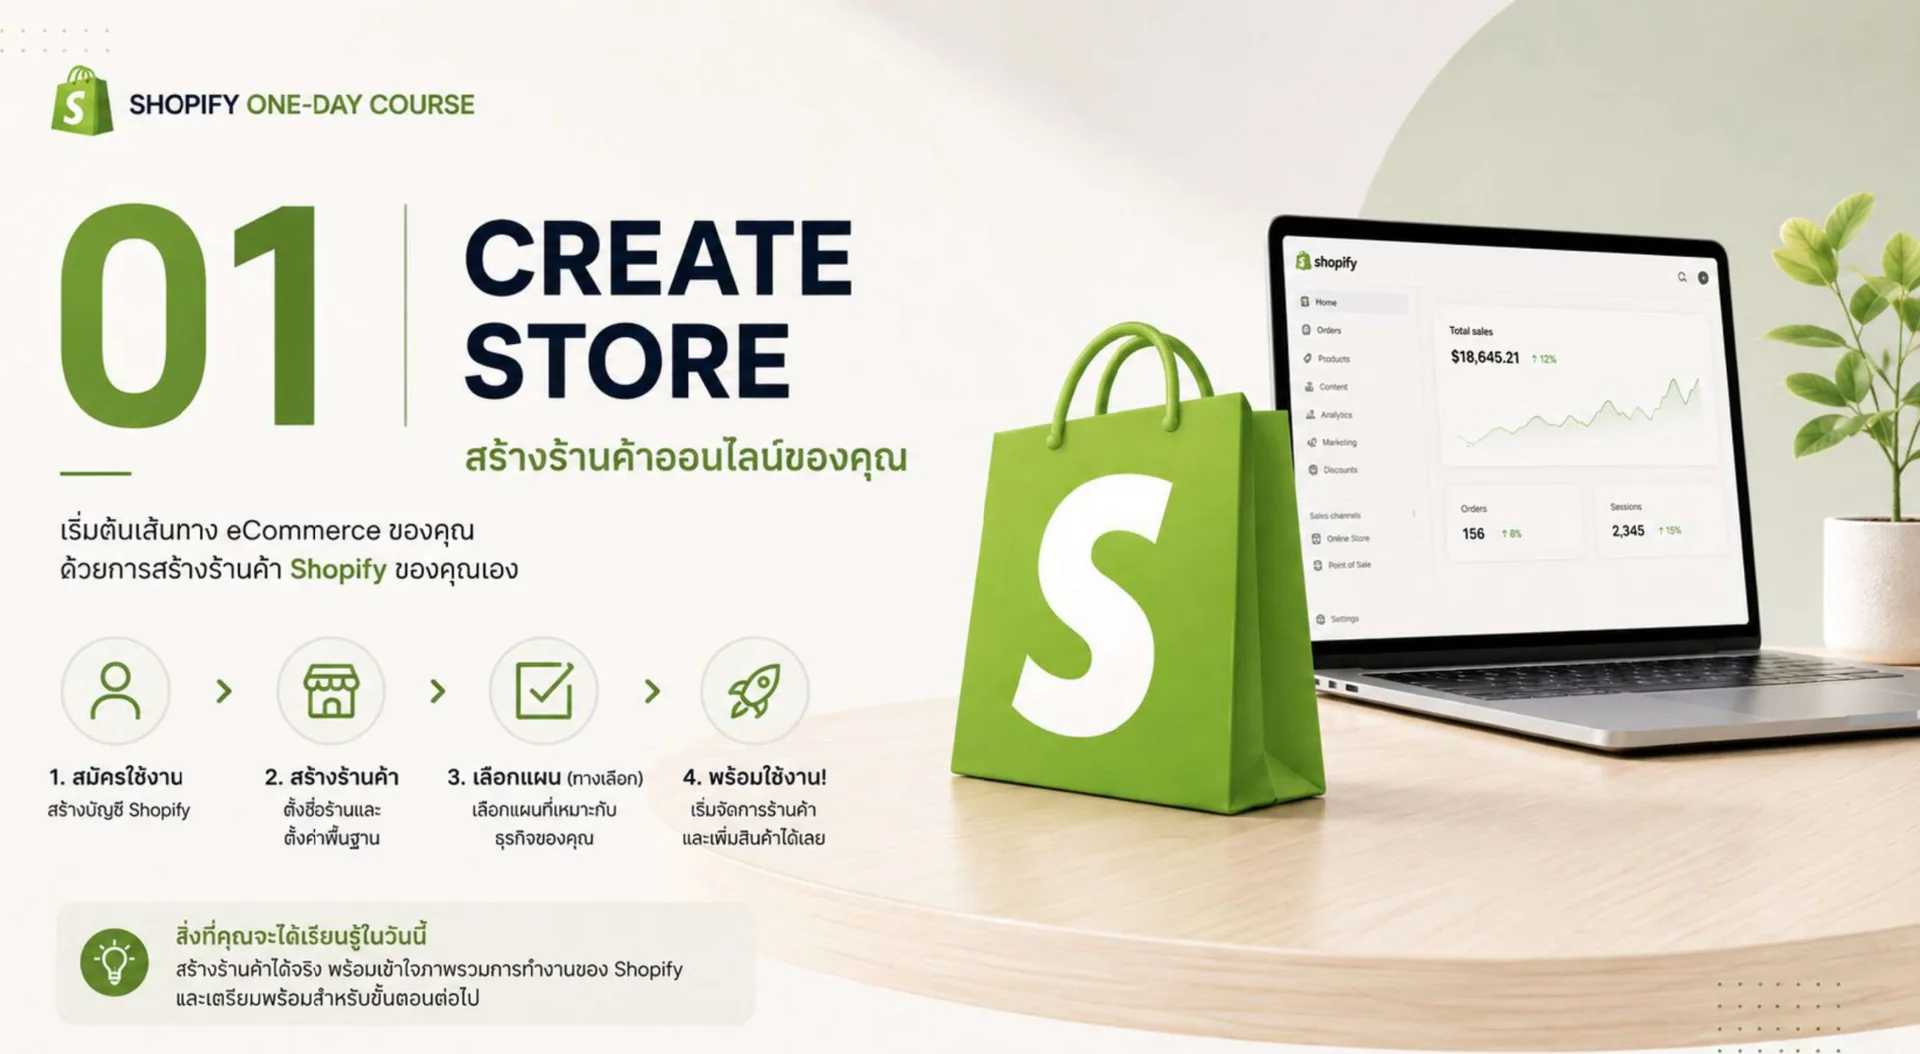 SHOPIFY ONE-DAY COURSE
01
CREATE
STORE
สร้างร้านค้าออนไลน์ของคุณ
เริ่มต้นเส้นทาง eCommerce ของคุณ
ด้วยการสร้างร้านค้า Shopify ของคุณเอง
1. สมัครใช้งาน
สร้างบัญชี Shopify
2. สร้างร้านค้า
ตั้งชื่อร้านและ
ตั้งค่าพื้นฐาน
3. เลือกแผน (ทางเลือก)
เลือกแผนที่เหมาะกับ
ธุรกิจของคุณ
4. พร้อมใช้งาน!
เริ่มจัดการร้านค้า
และเพิ่มสินค้าได้เลย
สิ่งที่คุณจะได้เรียนรู้ในวันนี้
สร้างร้านค้าได้จริง พร้อมเข้าใจภาพรวมการทำงานของ Shopify
และเตรียมพร้อมสำหรับขั้นตอนต่อไป
S
shopify
Home
Orders
Products
Content
Analytics
Marketing
Discounts
Sales channels
Online Store
Point of Sale
Settings
Total sales
$18,645.21 ↑ 12%
Orders
156 ↑ 8%
Sessions
2,345 ↑ 15%